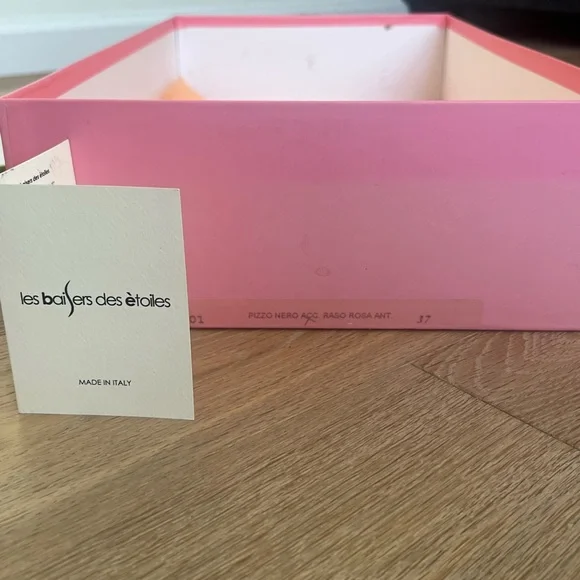 les baisers des ètoiles
MADE IN ITALY
01 PIZZO NERO ACC. RASO ROSA ANT. 37